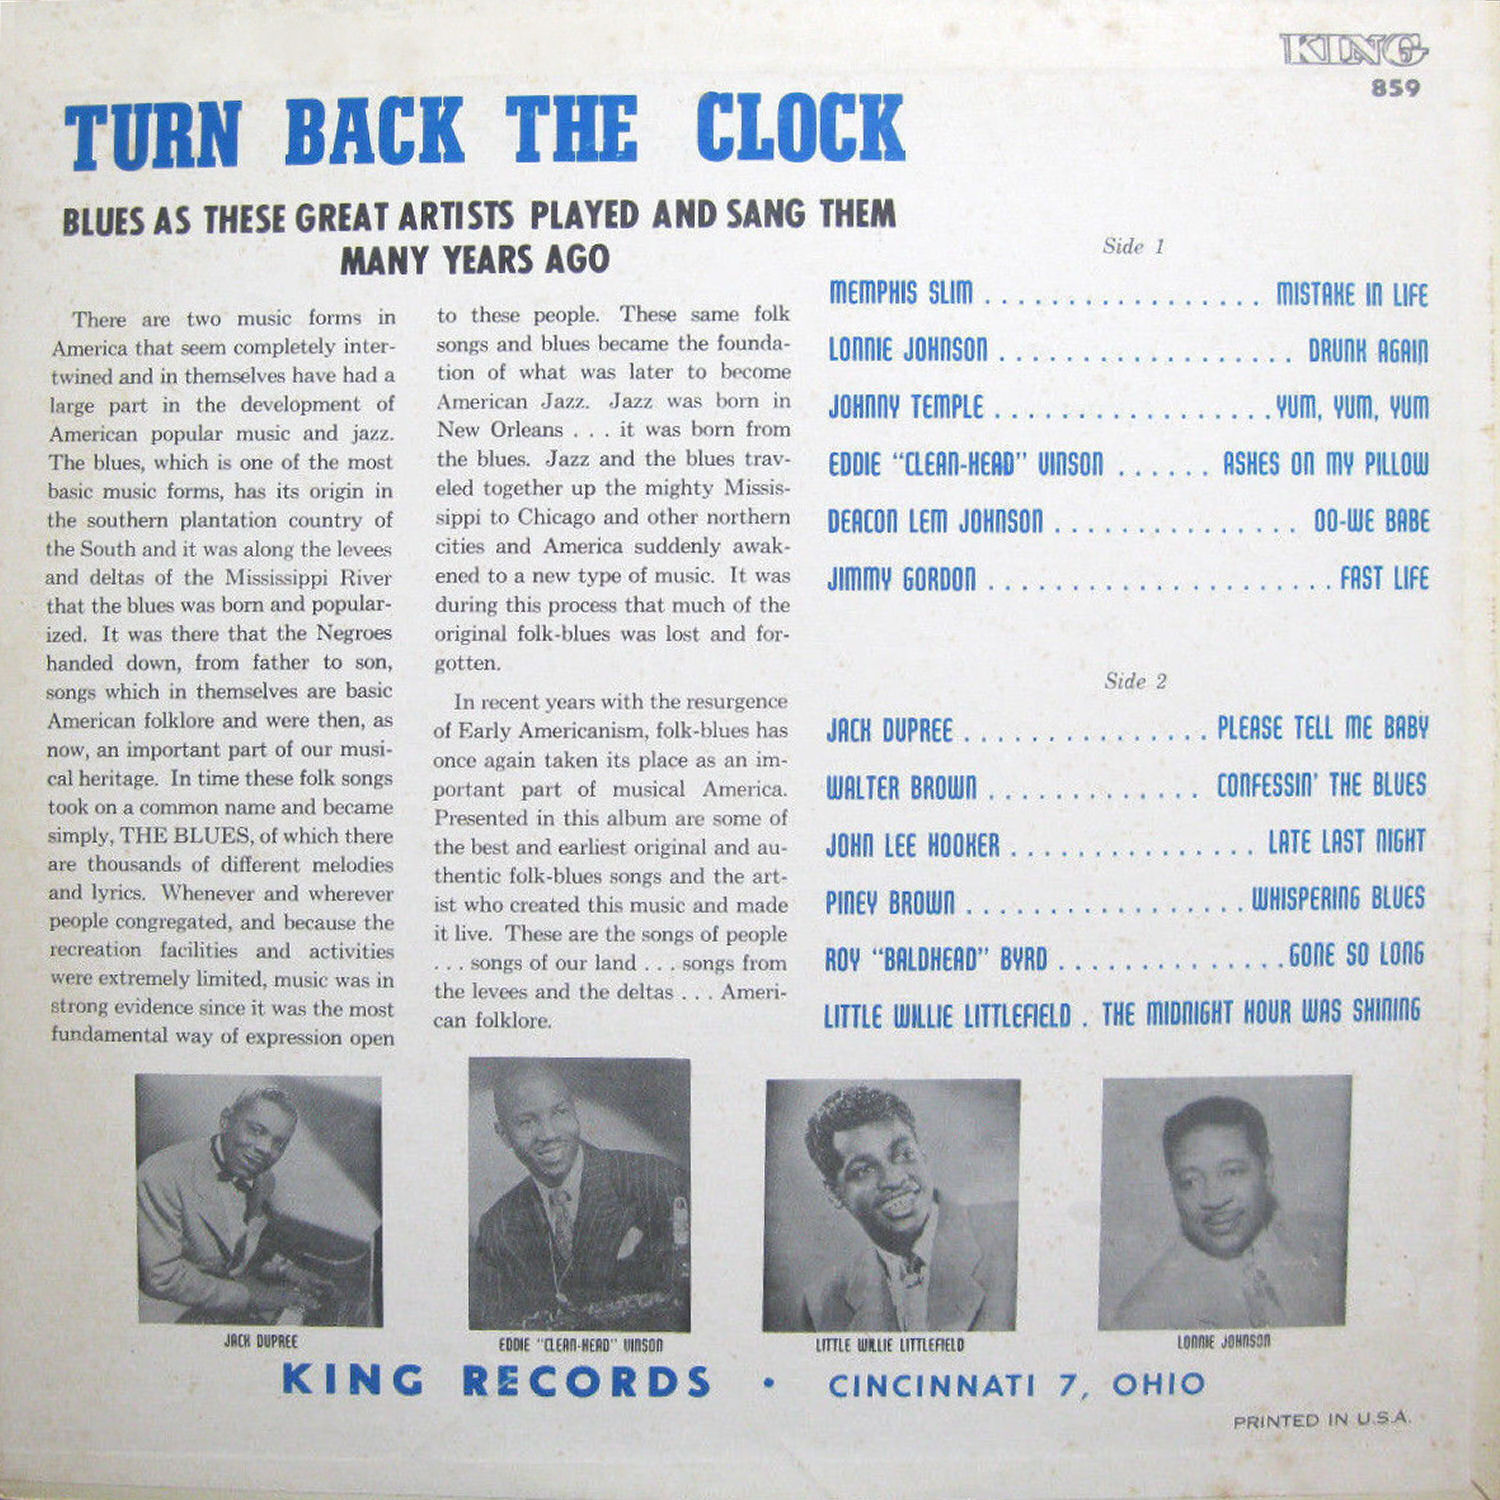 KING
859
TURN BACK THE CLOCK
BLUES AS THESE GREAT ARTISTS PLAYED AND SANG THEM
MANY YEARS AGO
There are two music forms in
America that seem completely inter-
twined and in themselves have had a
large part in the development of
American popular music and jazz.
The blues, which is one of the most
basic music forms, has its origin in
the southern plantation country of
the South and it was along the levees
and deltas of the Mississippi River
that the blues was born and popular-
ized. It was there that the Negroes
handed down, from father to son,
songs which in themselves are basic
American folklore and were then, as
now, an important part of our musi-
cal heritage. In time these folk songs
took on a common name and became
simply, THE BLUES, of which there
are thousands of different melodies
and lyrics. Whenever and wherever
people congregated, and because the
recreation facilities and activities
were extremely limited, music was in
strong evidence since it was the most
fundamental way of expression open
to these people. These same folk
songs and blues became the founda-
tion of what was later to become
American Jazz. Jazz was born in
New Orleans . . . it was born from
the blues. Jazz and the blues trav-
eled together up the mighty Missis-
sippi to Chicago and other northern
cities and America suddenly awak-
ened to a new type of music. It was
during this process that much of the
original folk-blues was lost and for-
gotten.
In recent years with the resurgence
of Early Americanism, folk-blues has
once again taken its place as an im-
portant part of musical America.
Presented in this album are some of
the best and earliest original and au-
thentic folk-blues songs and the art-
ist who created this music and made
it live. These are the songs of people
. . . songs of our land . . . songs from
the levees and the deltas . . . Ameri-
can folklore.
Side 1
MEMPHIS SLIM . . . . . . . . . . . . . . . . . MISTAKE IN LIFE
LONNIE JOHNSON . . . . . . . . . . . . . . . . . . DRUNK AGAIN
JOHNNY TEMPLE . . . . . . . . . . . . . . . . . YUM, YUM, YUM
EDDIE "CLEAN-HEAD" VINSON . . . . . . ASHES ON MY PILLOW
DEACON LEM JOHNSON . . . . . . . . . . . . . . . OO-WE BABE
JIMMY GORDON . . . . . . . . . . . . . . . . . . . . . FAST LIFE
Side 2
JACK DUPREE . . . . . . . . . . . . . . . PLEASE TELL ME BABY
WALTER BROWN . . . . . . . . . . . . . CONFESSIN' THE BLUES
JOHN LEE HOOKER . . . . . . . . . . . . . . . LATE LAST NIGHT
PINEY BROWN . . . . . . . . . . . . . . . . . WHISPERING BLUES
ROY "BALDHEAD" BYRD . . . . . . . . . . . . . . GONE SO LONG
LITTLE WILLIE LITTLEFIELD . THE MIDNIGHT HOUR WAS SHINING
JACK DUPREE
EDDIE "CLEAN-HEAD" VINSON
LITTLE WILLIE LITTLEFIELD
LONNIE JOHNSON
KING RECORDS • CINCINNATI 7, OHIO
PRINTED IN U.S.A.